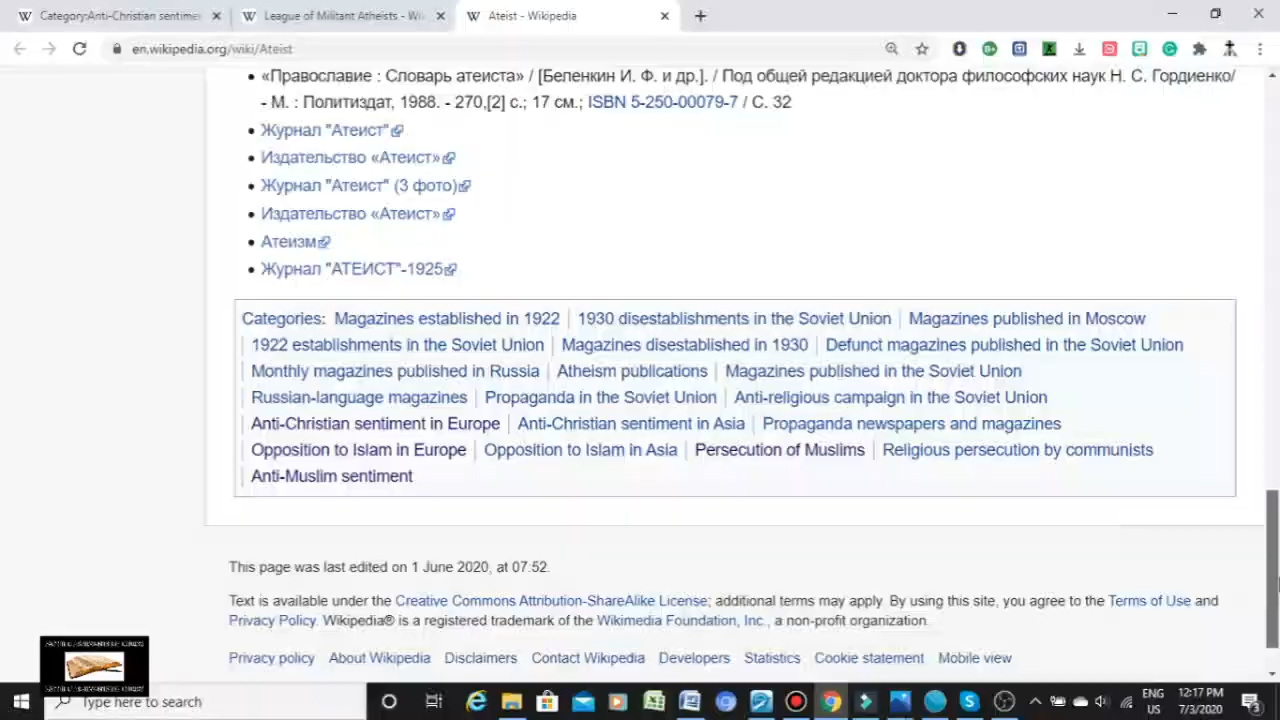 Category:Anti-Christian sentime
League of Militant Atheists - Wi
Ateist - Wikipedia
en.wikipedia.org/wiki/Ateist
• «Православие : Словарь атеиста» / [Беленкин И. Ф. и др.]. / Под общей редакцией доктора философских наук Н. С. Гордиенко/
- М. : Политиздат, 1988. - 270,[2] с.; 17 см.; ISBN 5-250-00079-7 / С. 32
• Журнал "Атеист"
• Издательство «Атеист»
• Журнал "Атеист" (3 фото)
• Издательство «Атеист»
• Атеизм
• Журнал "АТЕИСТ"-1925
Categories: Magazines established in 1922 | 1930 disestablishments in the Soviet Union | Magazines published in Moscow
| 1922 establishments in the Soviet Union | Magazines disestablished in 1930 | Defunct magazines published in the Soviet Union
| Monthly magazines published in Russia | Atheism publications | Magazines published in the Soviet Union
| Russian-language magazines | Propaganda in the Soviet Union | Anti-religious campaign in the Soviet Union
| Anti-Christian sentiment in Europe | Anti-Christian sentiment in Asia | Propaganda newspapers and magazines
| Opposition to Islam in Europe | Opposition to Islam in Asia | Persecution of Muslims | Religious persecution by communists
| Anti-Muslim sentiment
This page was last edited on 1 June 2020, at 07:52.
Text is available under the Creative Commons Attribution-ShareAlike License; additional terms may apply. By using this site, you agree to the Terms of Use and
Privacy Policy. Wikipedia® is a registered trademark of the Wikimedia Foundation, Inc., a non-profit organization.
Privacy policy About Wikipedia Disclaimers Contact Wikipedia Developers Statistics Cookie statement Mobile view
Type here to search
ENG
US
12:17 PM
7/3/2020
3